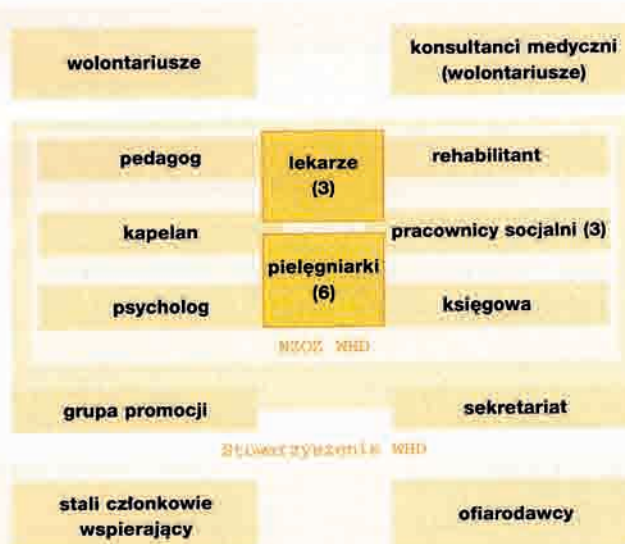 wolontariusze
konsultanci medyczni
(wolontariusze)
pedagog
lekarze
(3)
rehabilitant
kapelan
pracownicy socjalni (3)
pielęgniarki
(6)
psycholog
księgowa
NZOZ WHD
grupa promocji
sekretariat
Stowarzyszenie WHD
stali członkowie
wspierający
ofiarodawcy